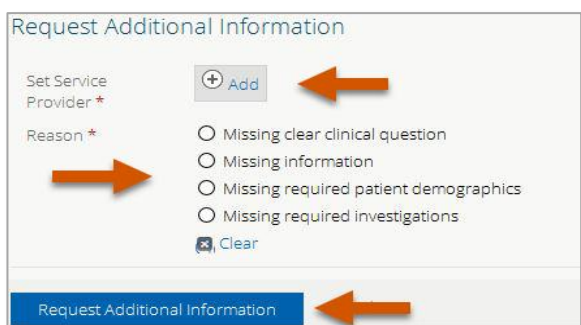 Request Additional Information
Set Service
Provider *
Add
Reason *
Missing clear clinical question
Missing information
Missing required patient demographics
Missing required investigations
Clear
Request Additional Information